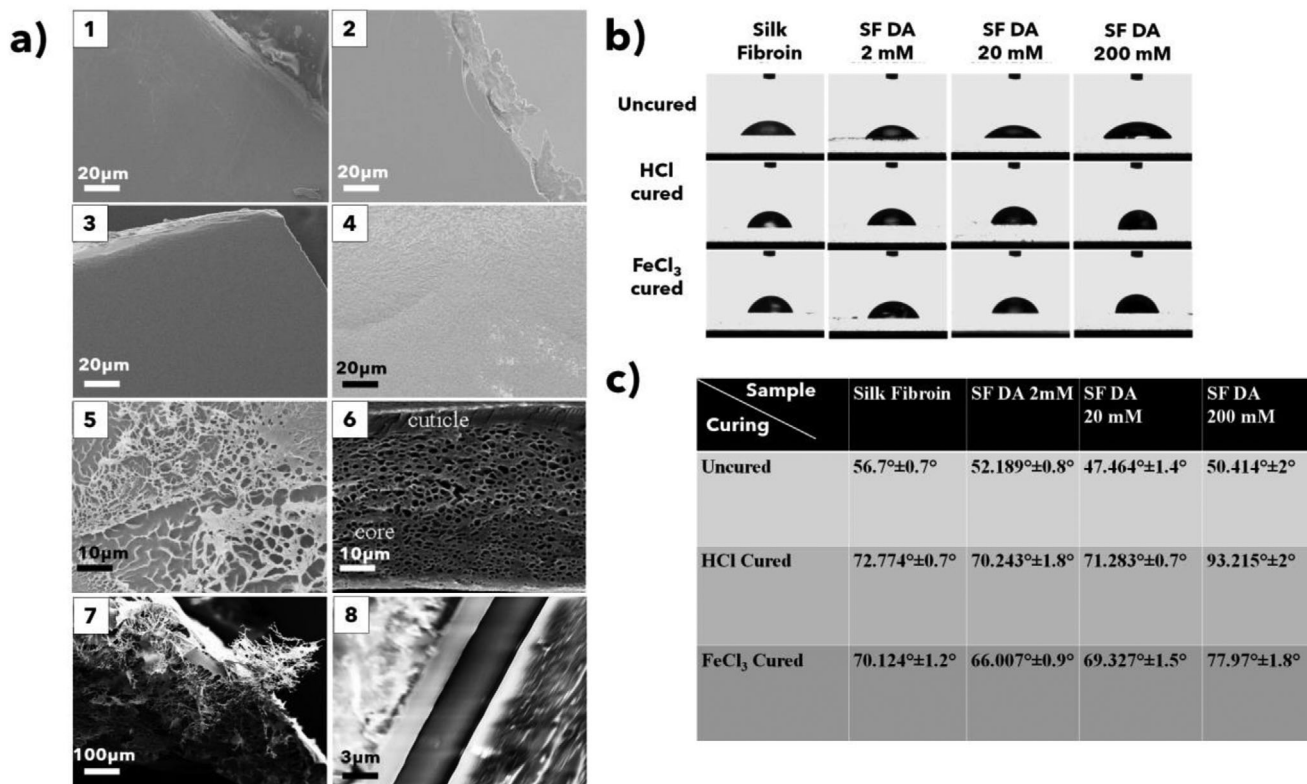 a)
1
20μm
2
20μm
3
20μm
4
20μm
5
10μm
6
cuticle
core
10μm
7
100μm
8
3μm
b)
Silk
Fibroin
SF DA
2 mM
SF DA
20 mM
SF DA
200 mM
Uncured
HCl
cured
FeCl₃
cured
c)
Sample
Curing
Silk Fibroin
SF DA 2mM
SF DA
20 mM
SF DA
200 mM
Uncured
56.7°±0.7°
52.189°±0.8°
47.464°±1.4°
50.414°±2°
HCl Cured
72.774°±0.7°
70.243°±1.8°
71.283°±0.7°
93.215°±2°
FeCl₃ Cured
70.124°±1.2°
66.007°±0.9°
69.327°±1.5°
77.97°±1.8°